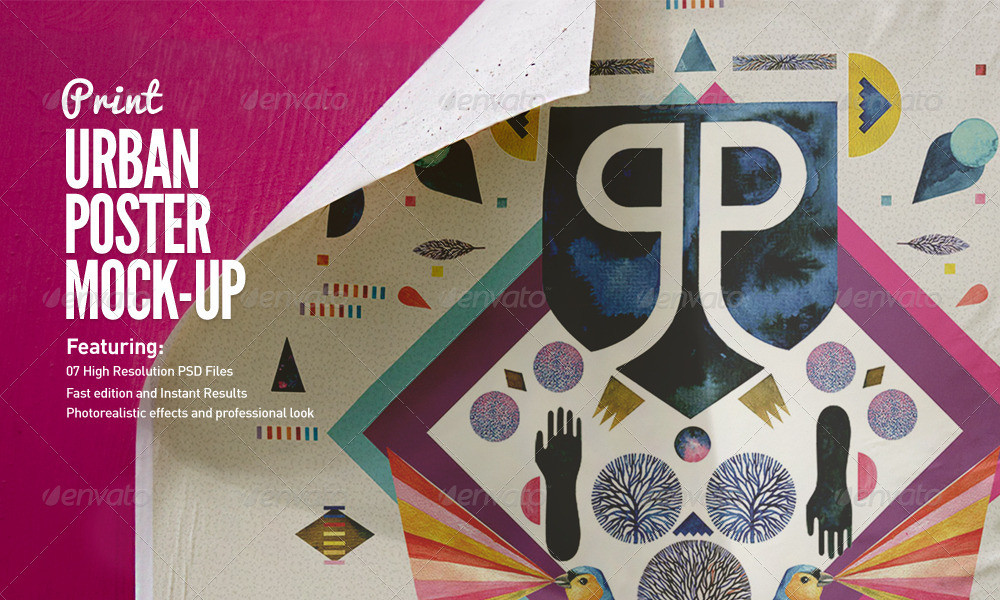 Print
URBAN
POSTER
MOCK-UP
Featuring:
07 High Resolution PSD Files
Fast edition and Instant Results
Photorealistic effects and professional look
envato